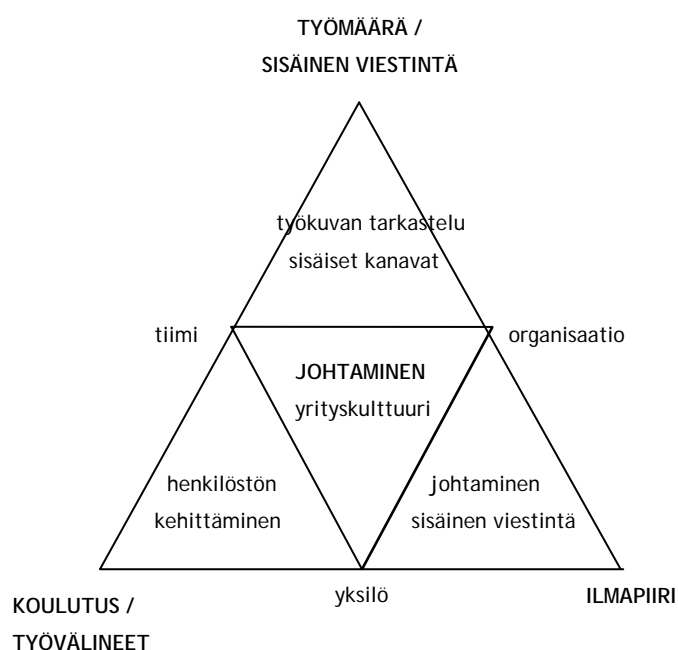 TYÖMÄÄRÄ /
SISÄINEN VIESTINTÄ
työkuvan tarkastelu
sisäiset kanavat
tiimi
organisaatio
JOHTAMINEN
yrityskulttuuri
henkilöstön
kehittäminen
johtaminen
sisäinen viestintä
yksilö
KOULUTUS /
TYÖVÄLINEET
ILMAPIIRI